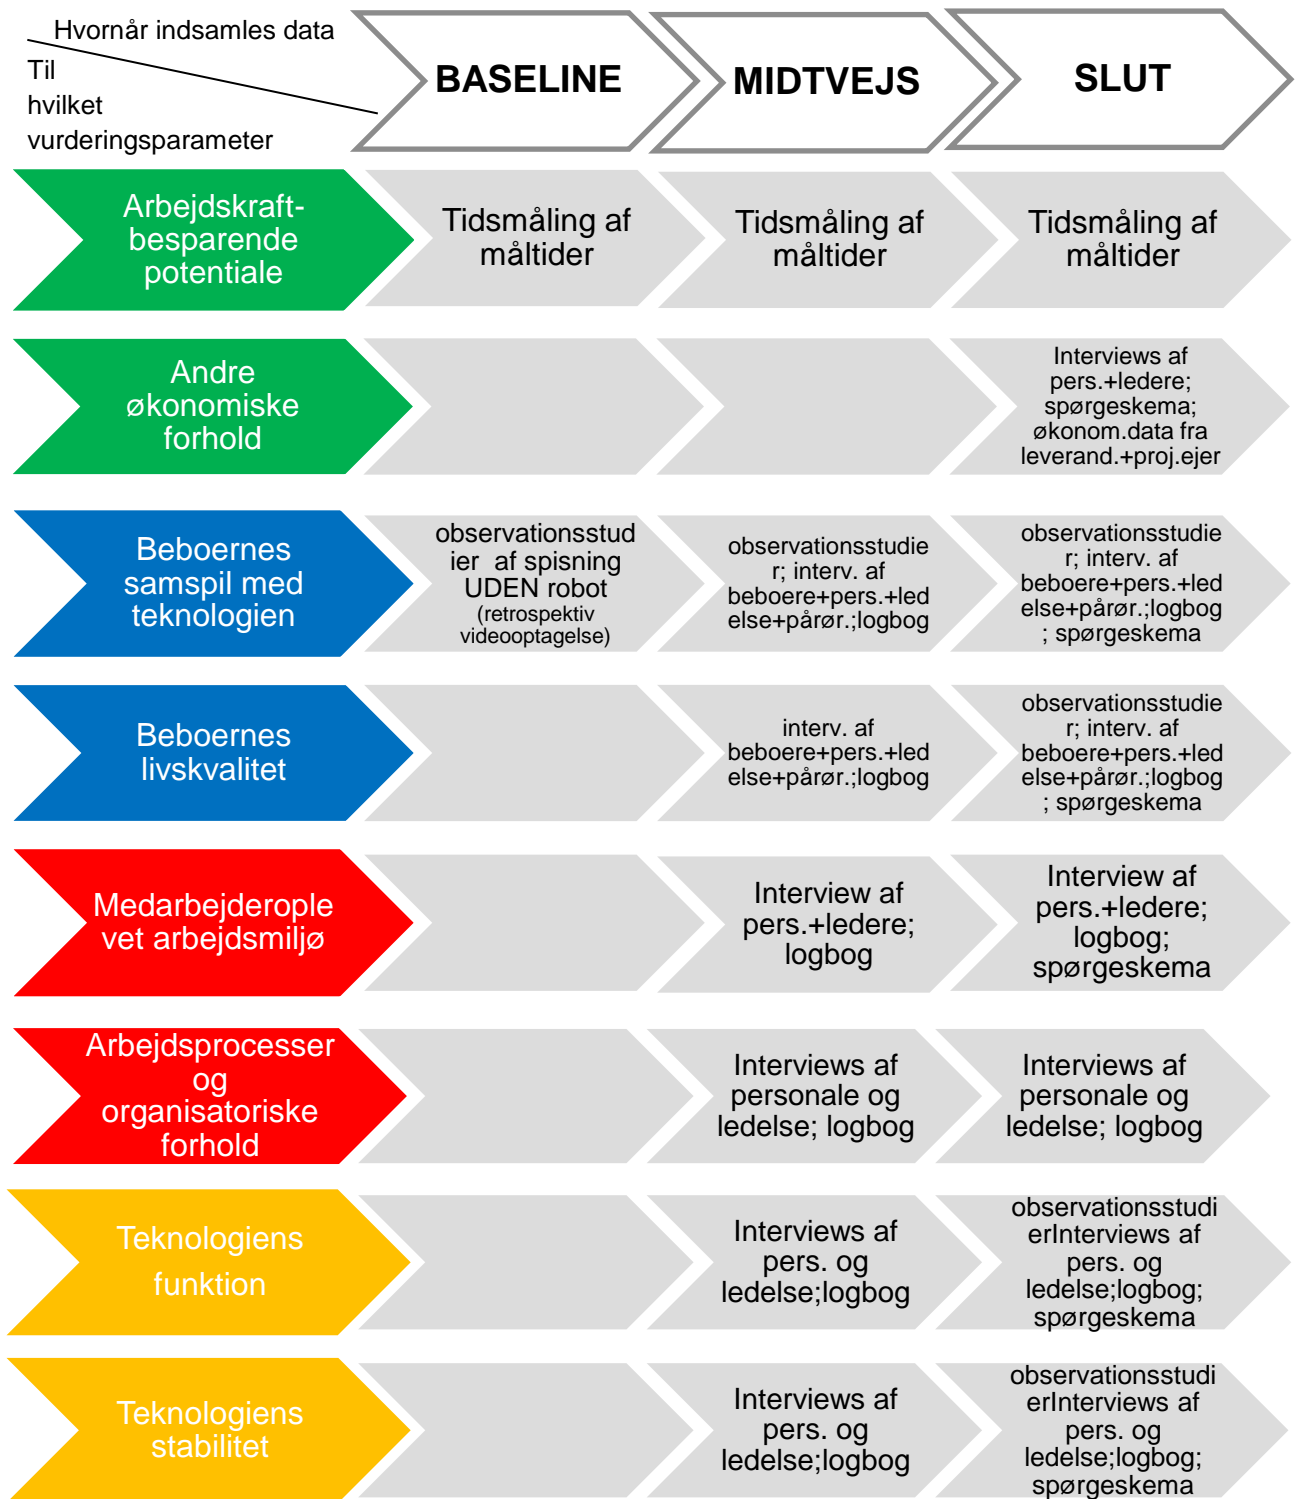 Hvornår indsamles data
Til
hvilket
vurderingsparameter
BASELINE
MIDTVEJS
SLUT
Arbejdskraft-
besparende
potentiale
Tidsmåling af
måltider
Tidsmåling af
måltider
Tidsmåling af
måltider
Andre
økonomiske
forhold
Interviews af
pers.+ledere;
spørgeskema;
økonom.data fra
leverand.+proj.ejer
Beboernes
samspil med
teknologien
observationsstud
ier af spisning
UDEN robot
(retrospektiv
videooptagelse)
observationsstudie
r; interv. af
beboere+pers.+led
else+pårør.;logbog
observationsstudie
r; interv. af
beboere+pers.+led
else+pårør.;logbog
; spørgeskema
Beboernes
livskvalitet
interv. af
beboere+pers.+led
else+pårør.;logbog
observationsstudie
r; interv. af
beboere+pers.+led
else+pårør.;logbog
; spørgeskema
Medarbejderople
vet arbejdsmiljø
Interview af
pers.+ledere;
logbog
Interview af
pers.+ledere;
logbog;
spørgeskema
Arbejdsprocesser
og
organisatoriske
forhold
Interviews af
personale og
ledelse; logbog
Interviews af
personale og
ledelse; logbog
Teknologiens
funktion
Interviews af
pers. og
ledelse;logbog
observationsstudi
erInterviews af
pers. og
ledelse;logbog;
spørgeskema
Teknologiens
stabilitet
Interviews af
pers. og
ledelse;logbog
observationsstudi
erInterviews af
pers. og
ledelse;logbog;
spørgeskema